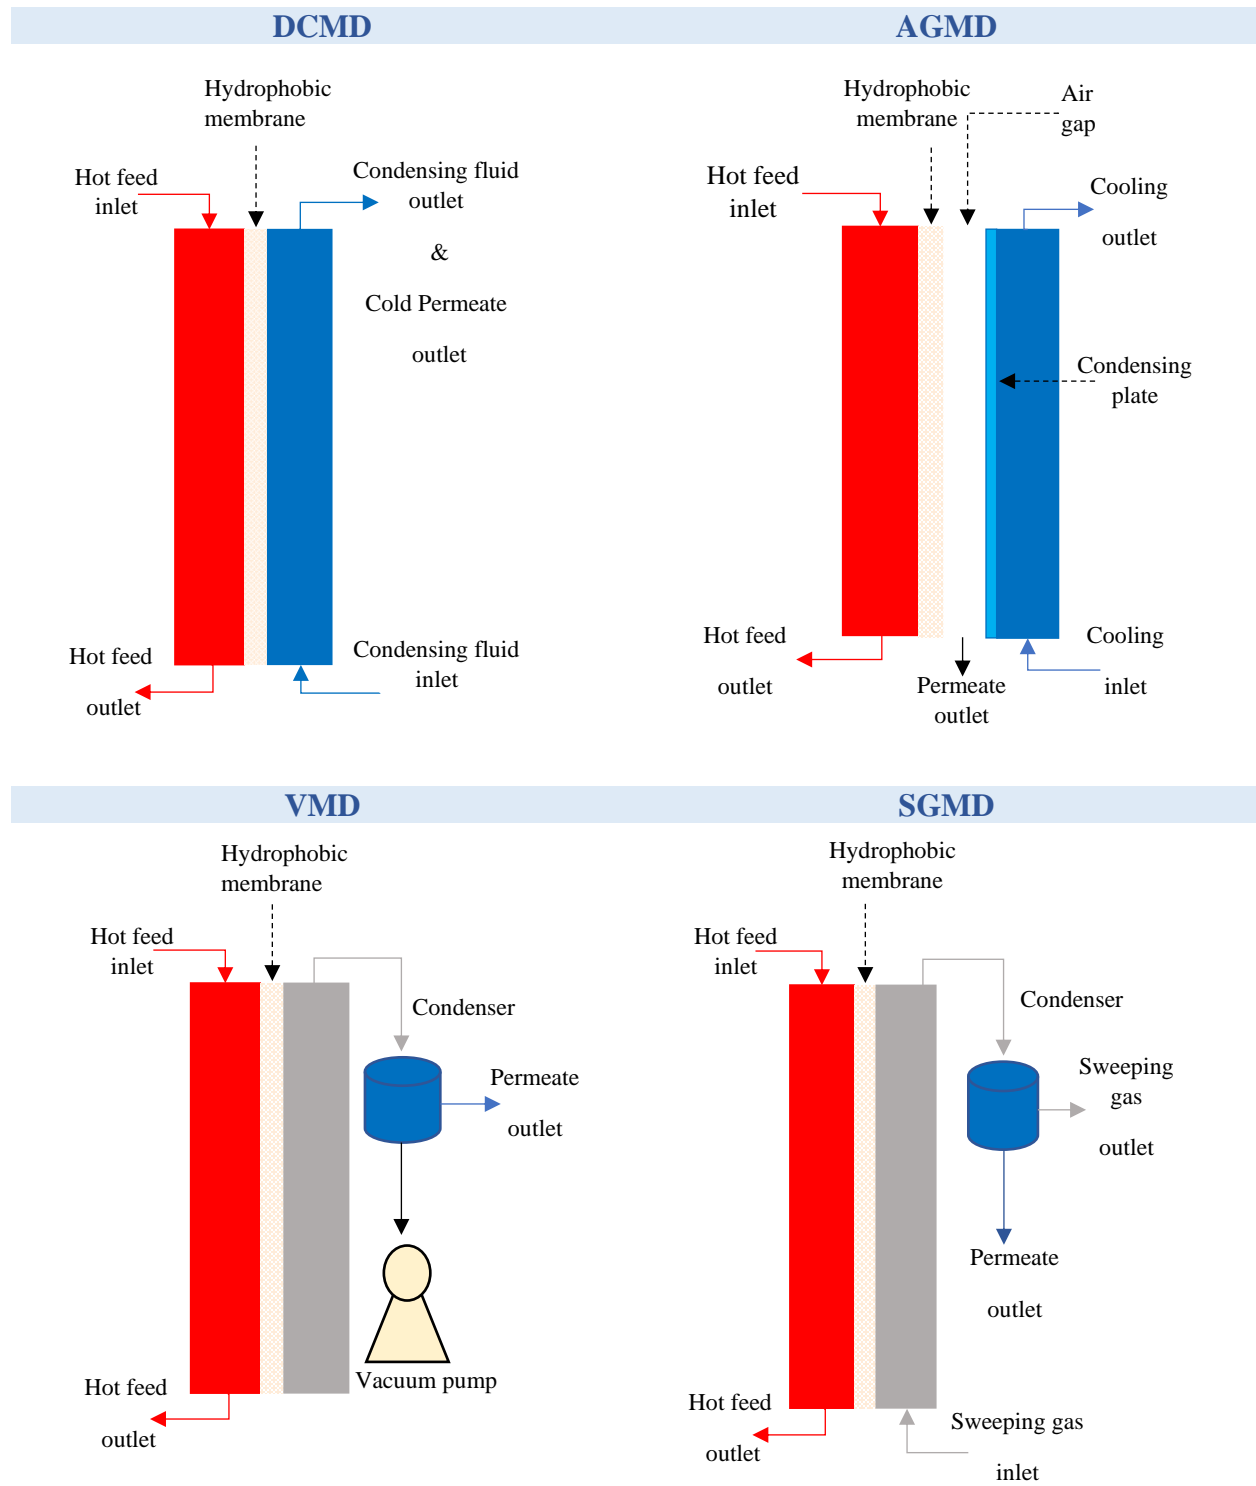 DCMD
Hydrophobic
membrane
Hot feed
inlet
Condensing fluid
outlet
&
Cold Permeate
outlet
Hot feed
outlet
Condensing fluid
inlet
AGMD
Hydrophobic
membrane
Air
gap
Hot feed
inlet
Cooling
outlet
Condensing
plate
Hot feed
outlet
Permeate
outlet
Cooling
inlet
VMD
Hydrophobic
membrane
Hot feed
inlet
Condenser
Permeate
outlet
Vacuum pump
Hot feed
outlet
SGMD
Hydrophobic
membrane
Hot feed
inlet
Condenser
Sweeping
gas
outlet
Permeate
outlet
Hot feed
outlet
Sweeping gas
inlet